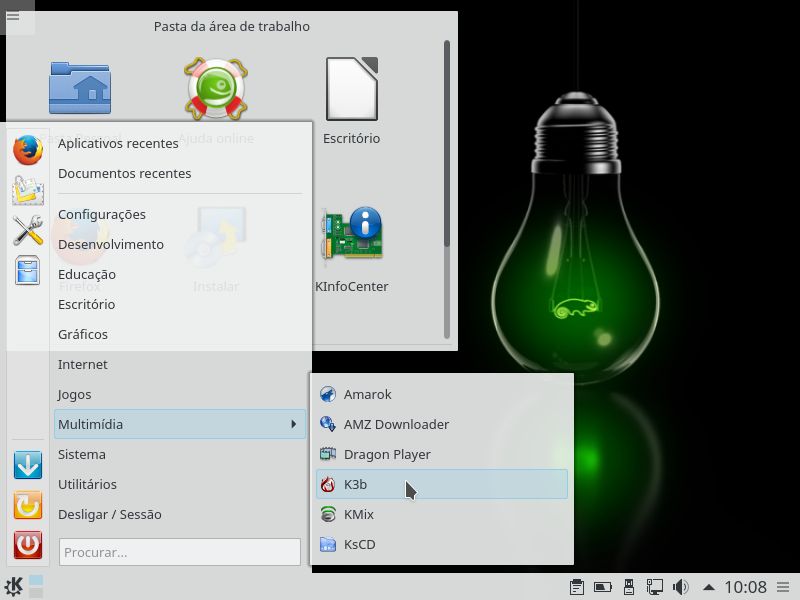 Pasta da área de trabalho
Pasta Pessoal
Ajuda online
Escritório
Firefox
Instalar
KInfoCenter
Aplicativos recentes
Documentos recentes
Configurações
Desenvolvimento
Educação
Escritório
Gráficos
Internet
Jogos
Multimídia
Sistema
Utilitários
Desligar / Sessão
Procurar...
Amarok
AMZ Downloader
Dragon Player
K3b
KMix
KsCD
10:08